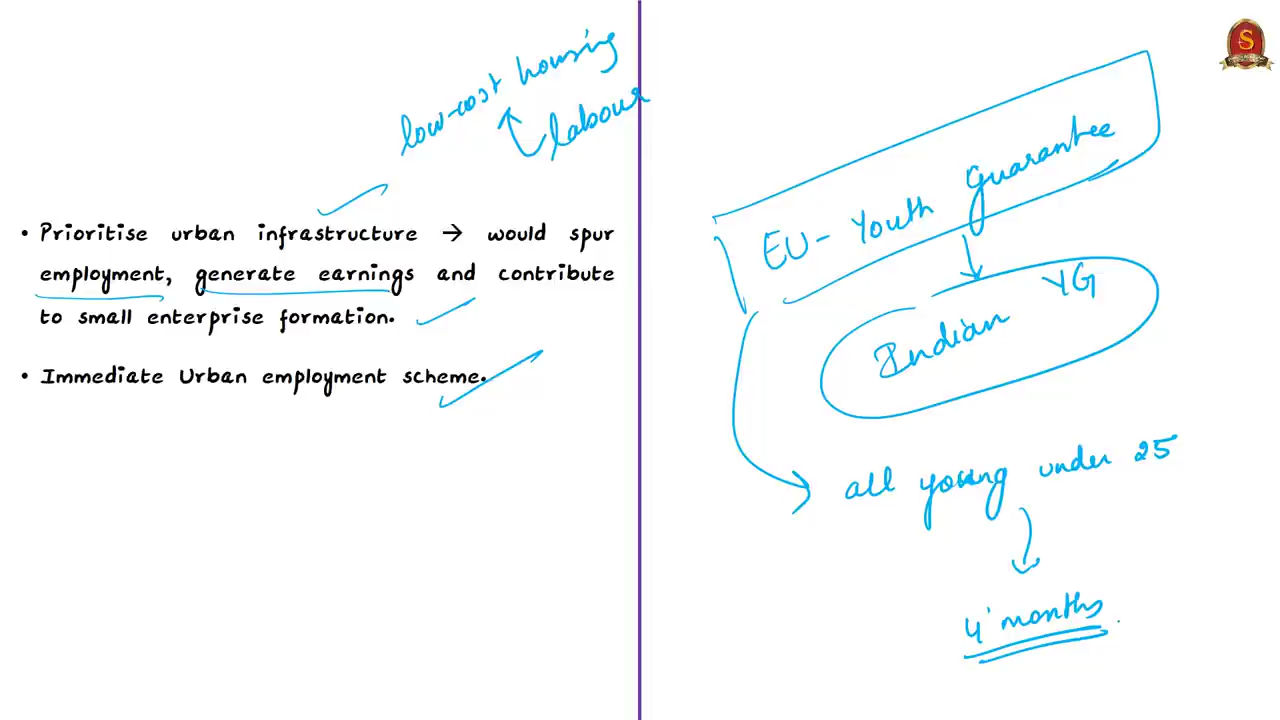 low-cost housing
labour
• Prioritise urban infrastructure → would spur
employment, generate earnings and contribute
to small enterprise formation.
• Immediate Urban employment scheme.
S
EU - Youth Guarantee
Indian YG
all young under 25
4 months